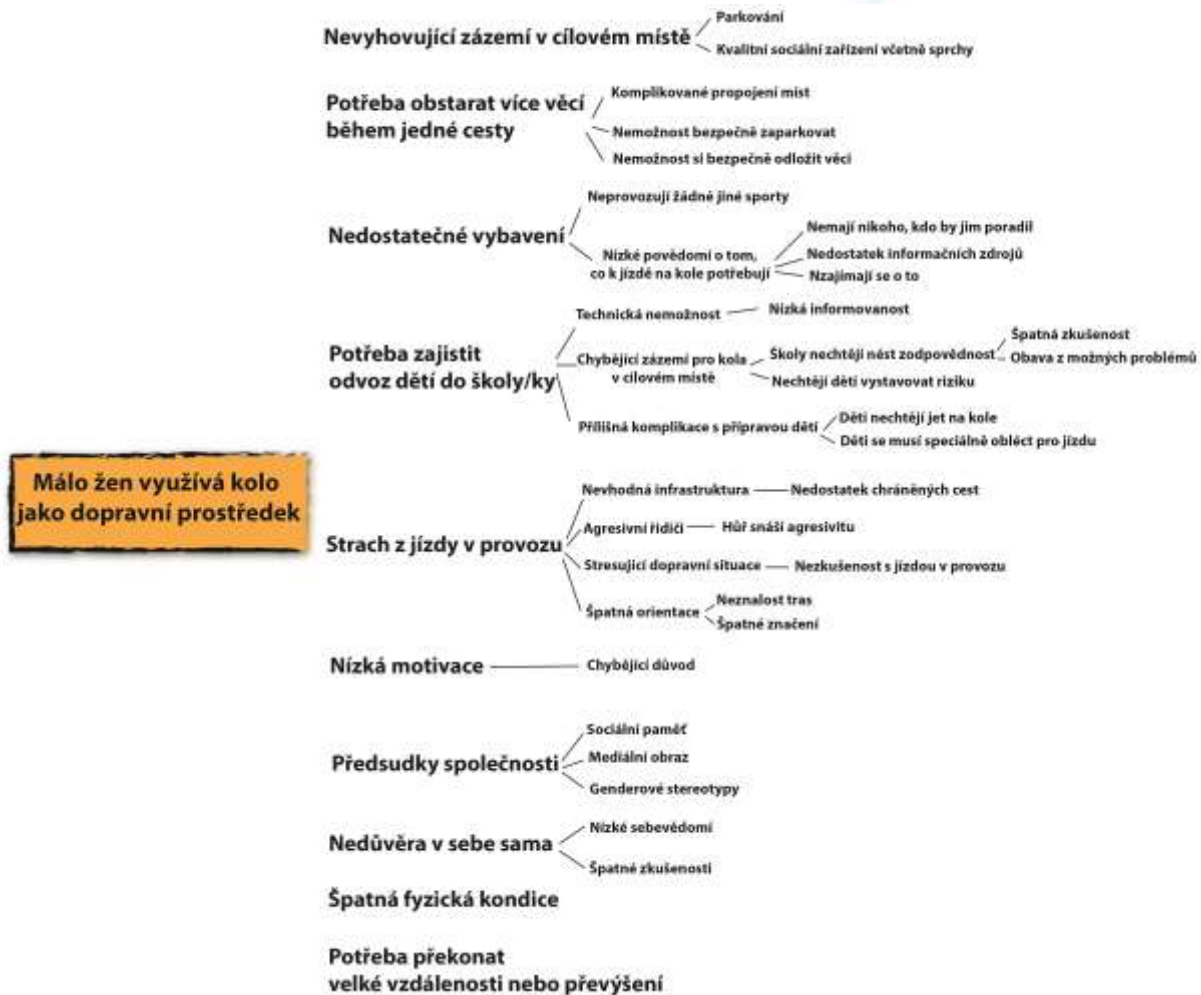 Nevyhovující zázemí v cílovém místě
Parkování
Kvalitní sociální zařízení včetně sprchy
Potřeba obstarat více věcí
během jedné cesty
Komplikované propojení míst
Nemožnost bezpečně zaparkovat
Nemožnost si bezpečně odložit věci
Nedostatečné vybavení
Neprovozují žádné jiné sporty
Nízké povědomí o tom,
co k jízdě na kole potřebují
Nemají nikoho, kdo by jim poradil
Nedostatek informačních zdrojů
Nzajímají se o to
Potřeba zajistit
odvoz dětí do školy/ky
Technická nemožnost
Nízká informovanost
Chybějící zázemí pro kola
v cílovém místě
Školy nechtějí nést zodpovědnost
Špatná zkušenost
Obava z možných problémů
Nechtějí děti vystavovat riziku
Přílišná komplikace s přípravou dětí
Děti nechtějí jet na kole
Děti se musí speciálně obléct pro jízdu
Málo žen využívá kolo
jako dopravní prostředek
Strach z jízdy v provozu
Nevhodná infrastruktura
Nedostatek chráněných cest
Agresivní řidiči
Hůř snáší agresivitu
Stresující dopravní situace
Nezkušenost s jízdou v provozu
Špatná orientace
Neznalost tras
Špatné značení
Nízká motivace
Chybějící důvod
Předsudky společnosti
Sociální paměť
Mediální obraz
Genderové stereotypy
Nedůvěra v sebe sama
Nízké sebevědomí
Špatné zkušenosti
Špatná fyzická kondice
Potřeba překonat
velké vzdálenosti nebo převýšení